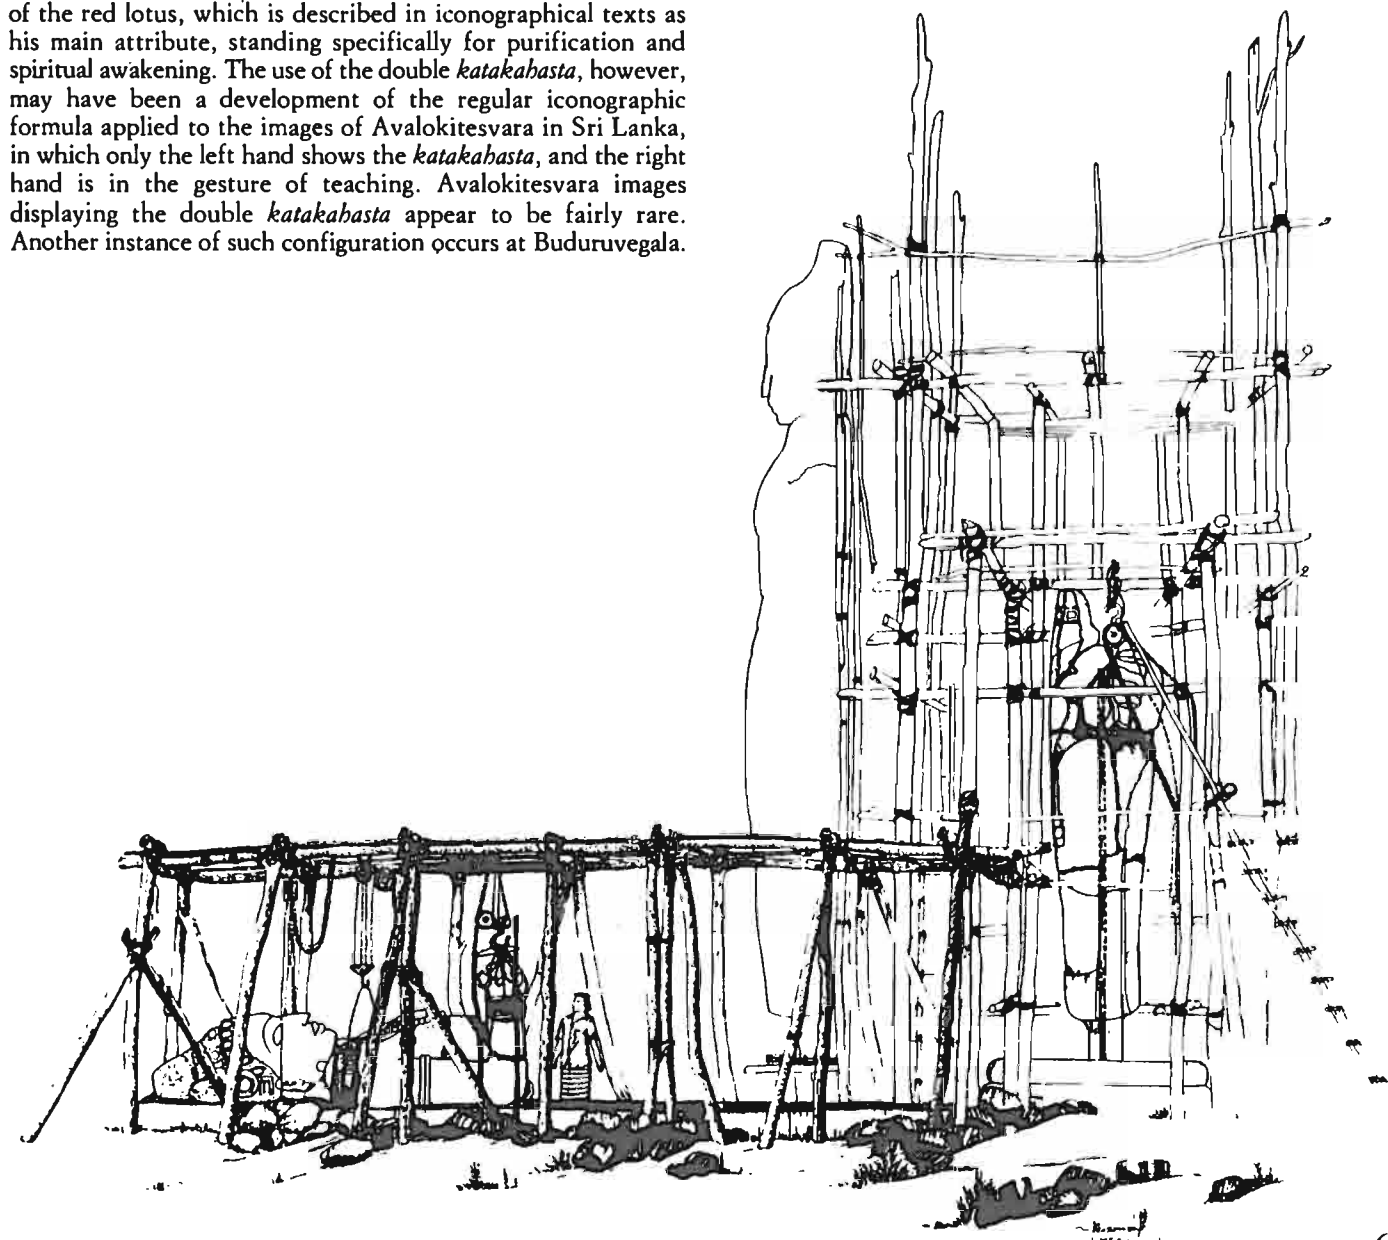 of the red lotus, which is described in iconographical texts as
his main attribute, standing specifically for purification and
spiritual awakening. The use of the double katakahasta, however,
may have been a development of the regular iconographic
formula applied to the images of Avalokitesvara in Sri Lanka,
in which only the left hand shows the katakahasta, and the right
hand is in the gesture of teaching. Avalokitesvara images
displaying the double katakahasta appear to be fairly rare.
Another instance of such configuration occurs at Buduruvegala.